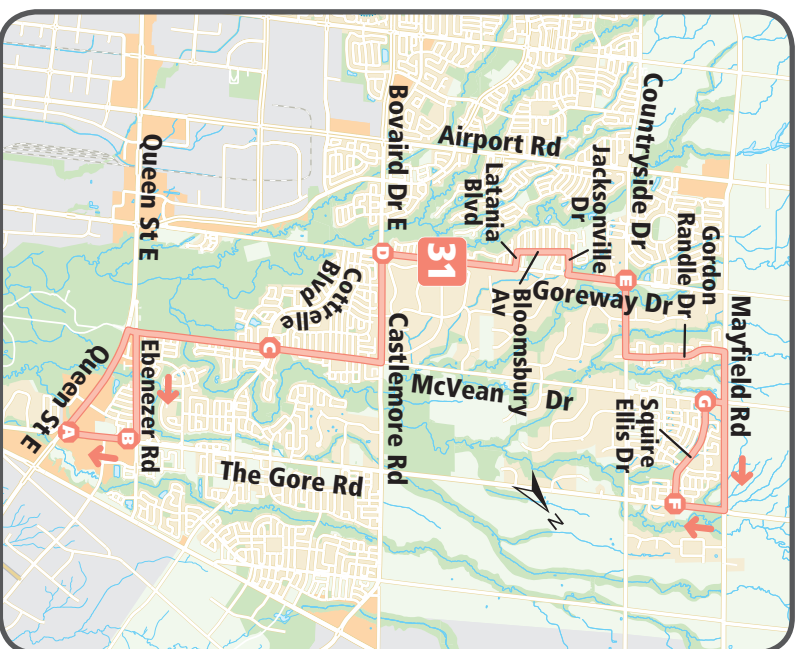 Queen St E
Bovaird Dr E
Airport Rd
Countryside Dr
Jacksonville
Dr
Latania
Blvd
Gordon
Randle Dr
Mayfield Rd
31
D
E
Goreway Dr
Bloomsbury
Av
Cottrelle
Blvd
Castlemore Rd
McVean Dr
C
G
Squire
Ellis Dr
Queen St E
Ebenezer Rd
A
B
The Gore Rd
F
N